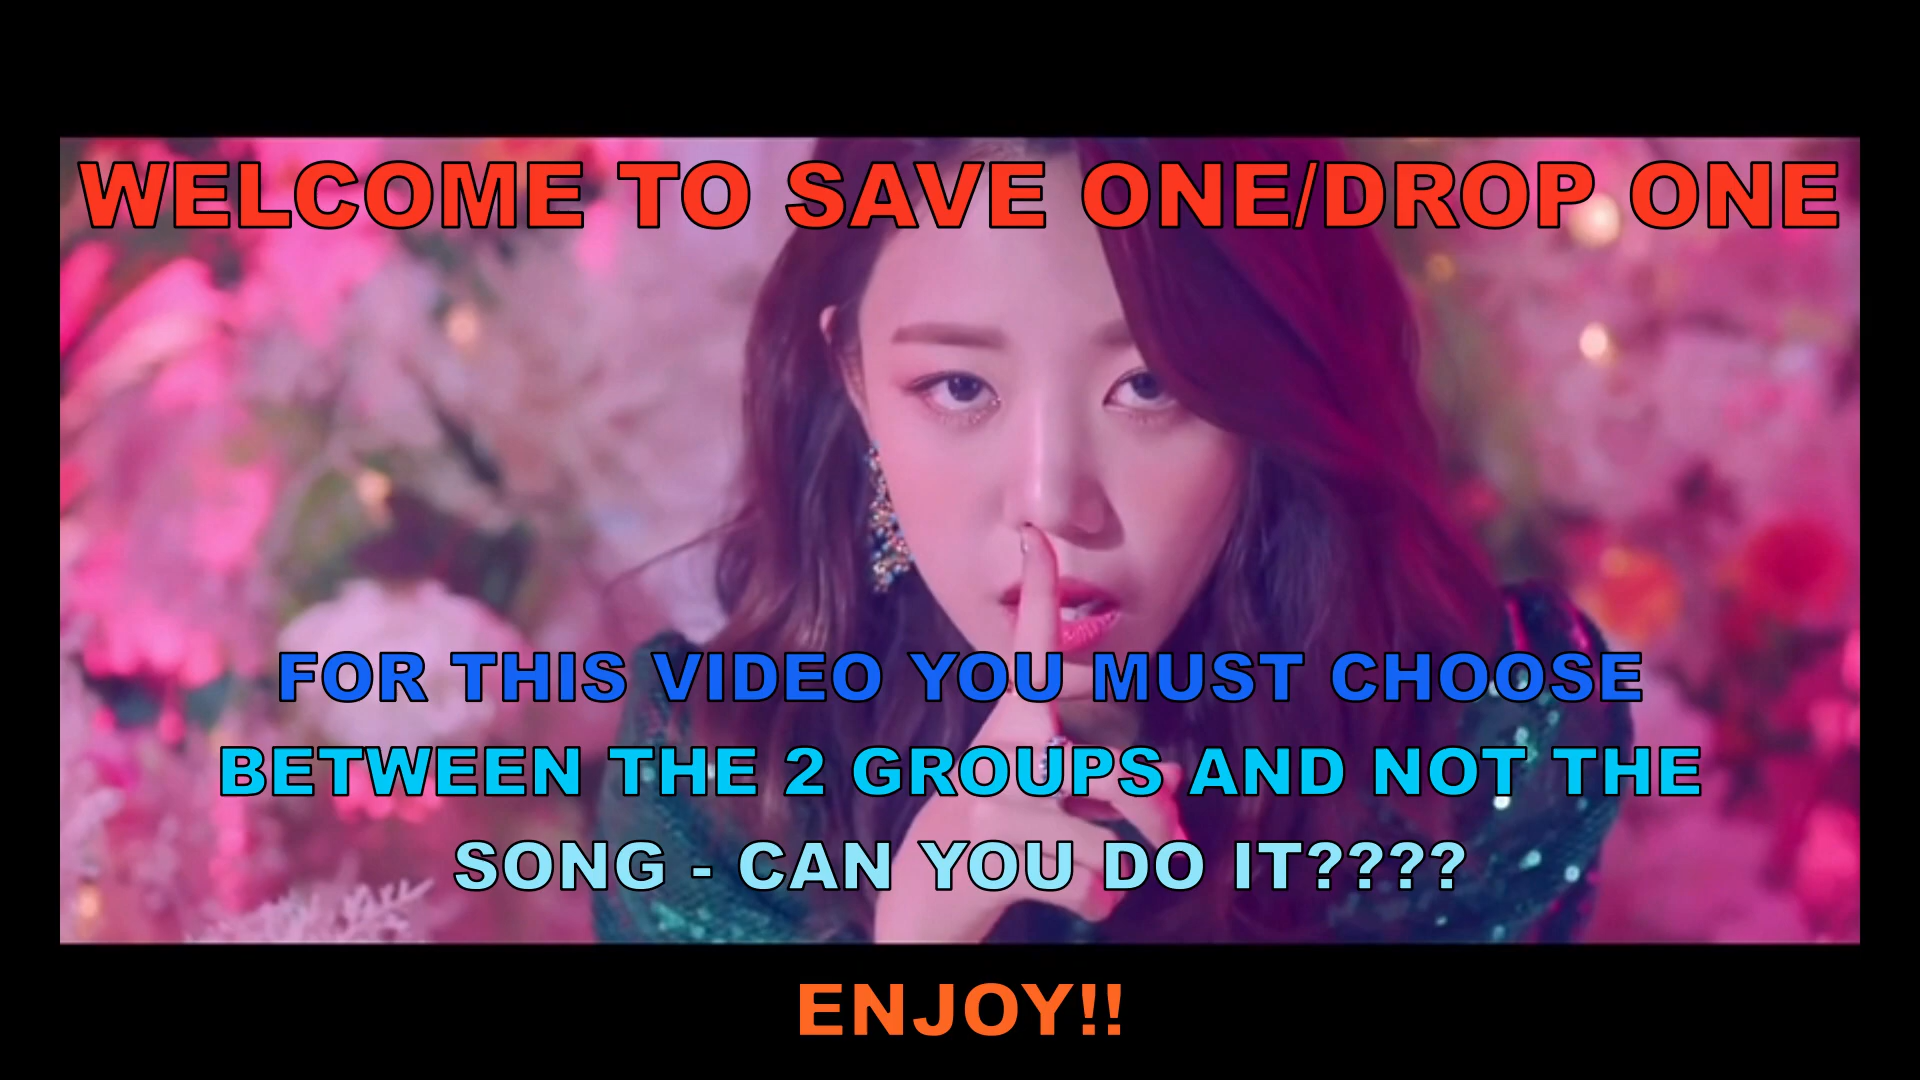 WELCOME TO SAVE ONE/DROP ONE
FOR THIS VIDEO YOU MUST CHOOSE
BETWEEN THE 2 GROUPS AND NOT THE
SONG - CAN YOU DO IT????
ENJOY!!